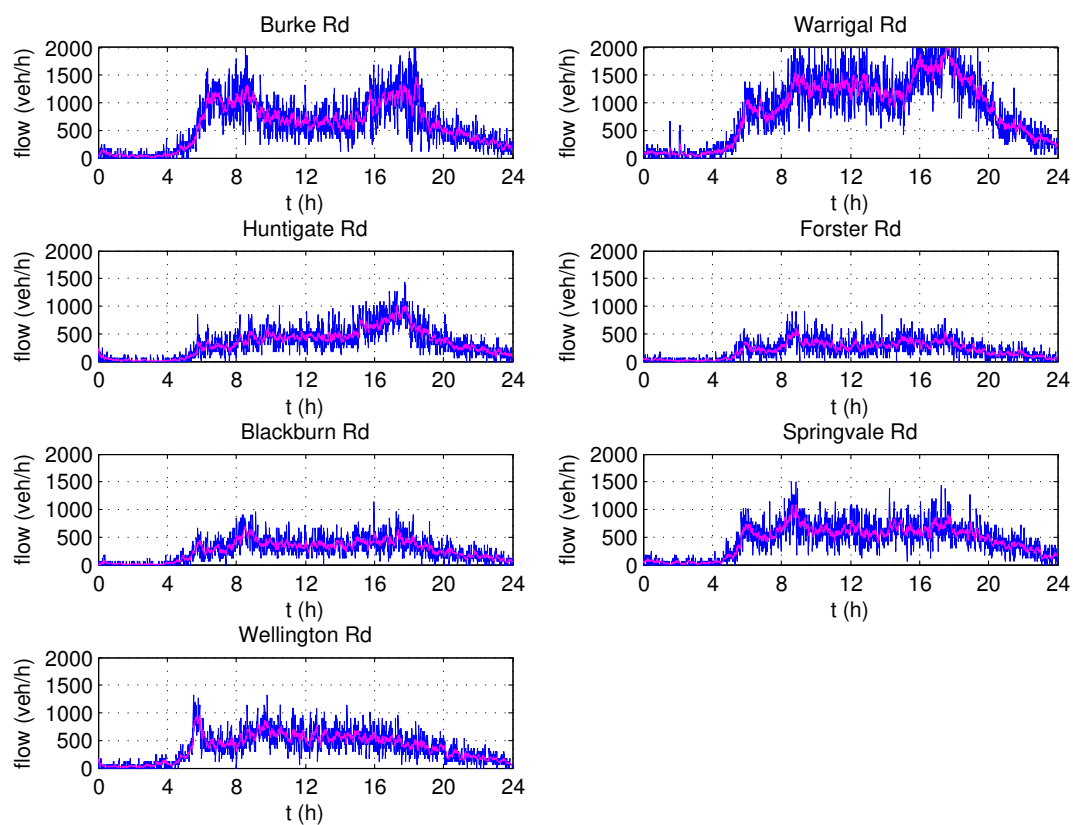 Burke Rd
2000
1500
1000
500
0
flow (veh/h)
0 4 8 12 16 20 24
t (h)
Warrigal Rd
2000
1500
1000
500
0
flow (veh/h)
0 4 8 12 16 20 24
t (h)
Huntigate Rd
2000
1500
1000
500
0
flow (veh/h)
0 4 8 12 16 20 24
t (h)
Forster Rd
2000
1500
1000
500
0
flow (veh/h)
0 4 8 12 16 20 24
t (h)
Blackburn Rd
2000
1500
1000
500
0
flow (veh/h)
0 4 8 12 16 20 24
t (h)
Springvale Rd
2000
1500
1000
500
0
flow (veh/h)
0 4 8 12 16 20 24
t (h)
Wellington Rd
2000
1500
1000
500
0
flow (veh/h)
0 4 8 12 16 20 24
t (h)